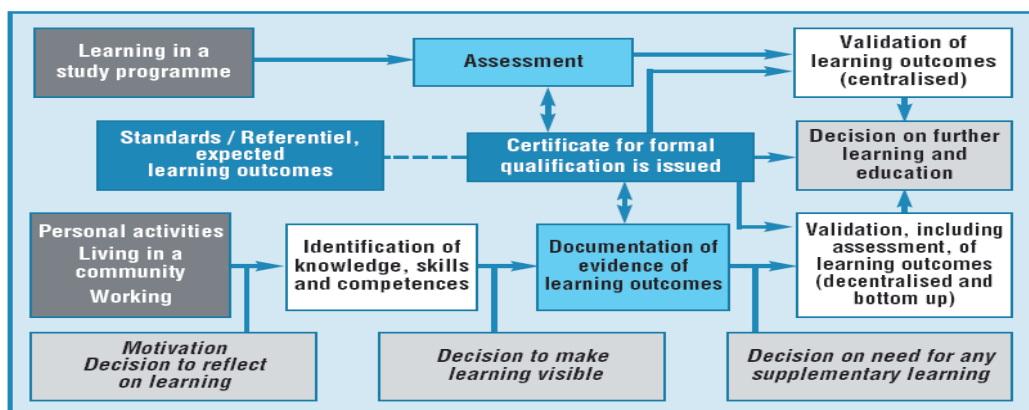 Learning in a
study programme
Assessment
Validation of
learning outcomes
(centralised)
Standards / Referentiel,
expected
learning outcomes
Certificate for formal
qualification is issued
Decision on further
learning and
education
Personal activities
Living in a
community
Working
Identification of
knowledge, skills
and competences
Documentation of
evidence of
learning outcomes
Validation, including
assessment, of
learning outcomes
(decentralised and
bottom up)
Motivation
Decision to reflect
on learning
Decision to make
learning visible
Decision on need for any
supplementary learning